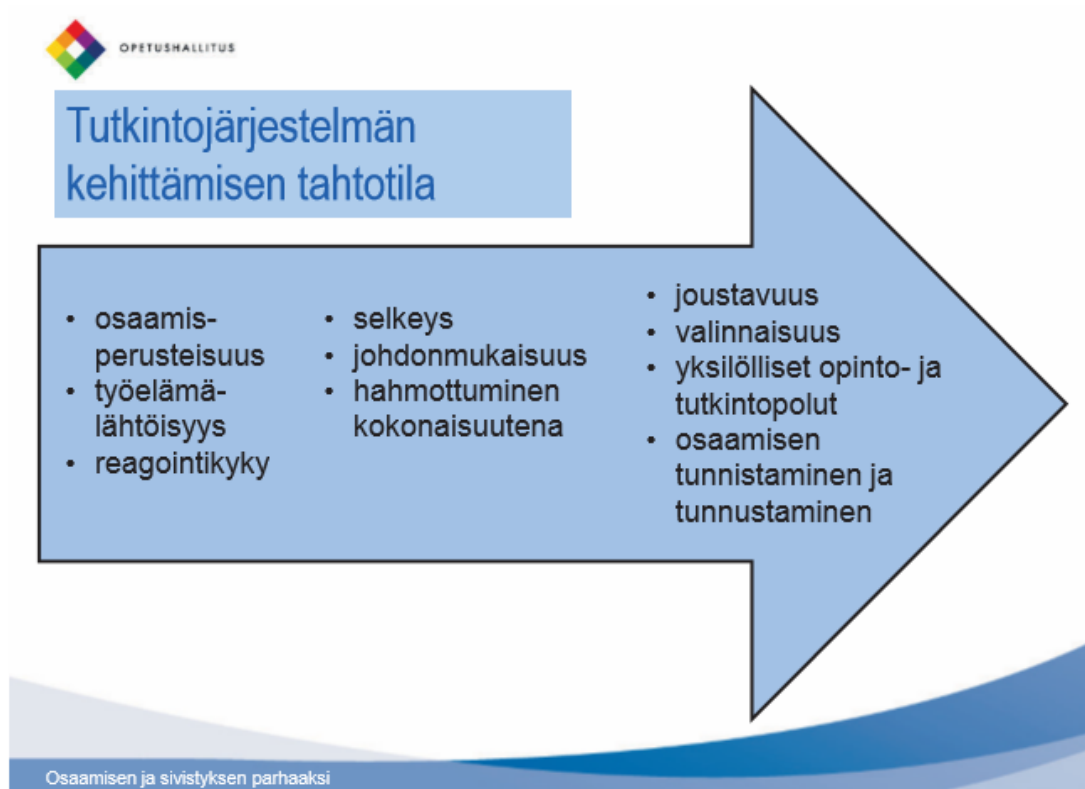 OPETUSHALLITUS
Tutkintojärjestelmän
kehittämisen tahtotila
• osaamis-
perusteisuus
• työelämä-
lähtöisyys
• reagointikyky
• selkeys
• johdonmukaisuus
• hahmottuminen
kokonaisuutena
• joustavuus
• valinnaisuus
• yksilölliset opinto- ja
tutkintopolut
• osaamisen
tunnistaminen ja
tunnustaminen
Osaamisen ja sivistyksen parhaaksi